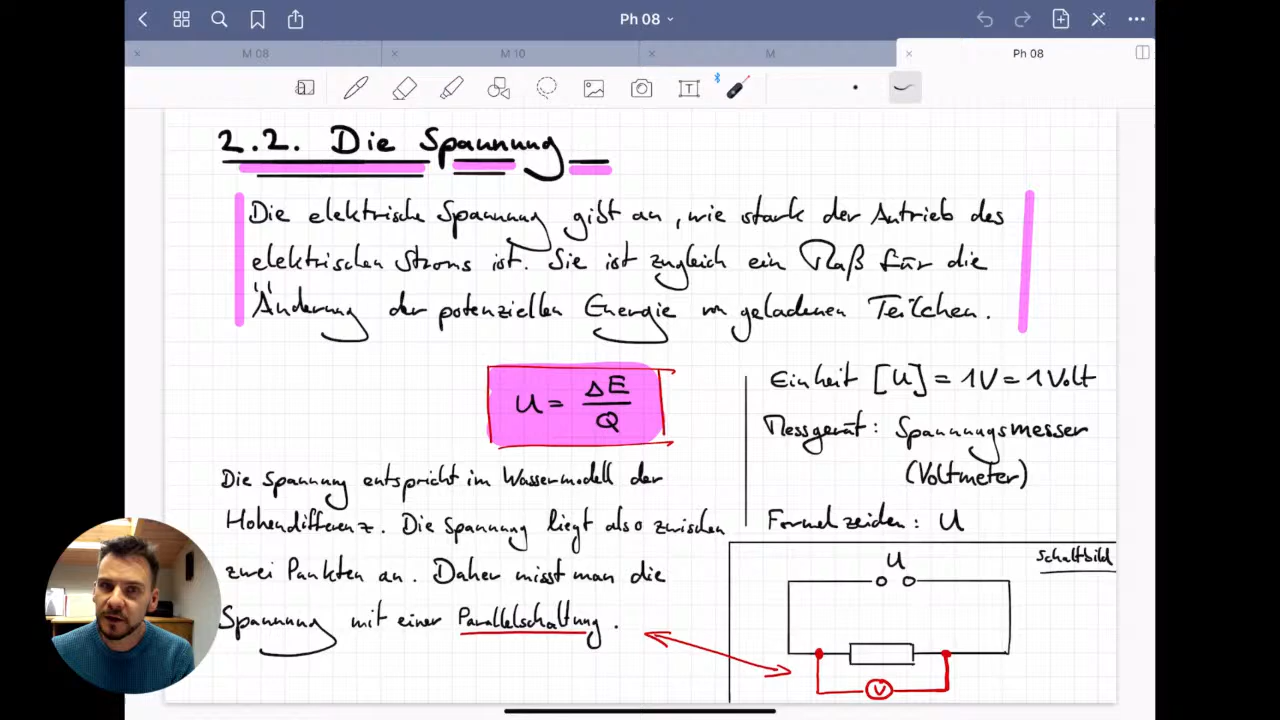 Ph 08
M 08
M 10
M
Ph 08
T
2.2. Die Spannung
Die elektrische Spannung gibt an, wie stark der Antrieb des
elektrischen Stroms ist. Sie ist zugleich ein Maß für die
Änderung der potenziellen Energie von geladenen Teilchen.
U = ΔE / Q
Einheit [U] = 1V = 1Volt
Messgerät: Spannungsmesser
(Voltmeter)
Formelzeichen: U
Die Spannung entspricht im Wassermodell der
Höhendifferenz. Die Spannung liegt also zwischen
zwei Punkten an. Daher misst man die
Spannung mit einer Parallelschaltung.
Schaltbild
U
V